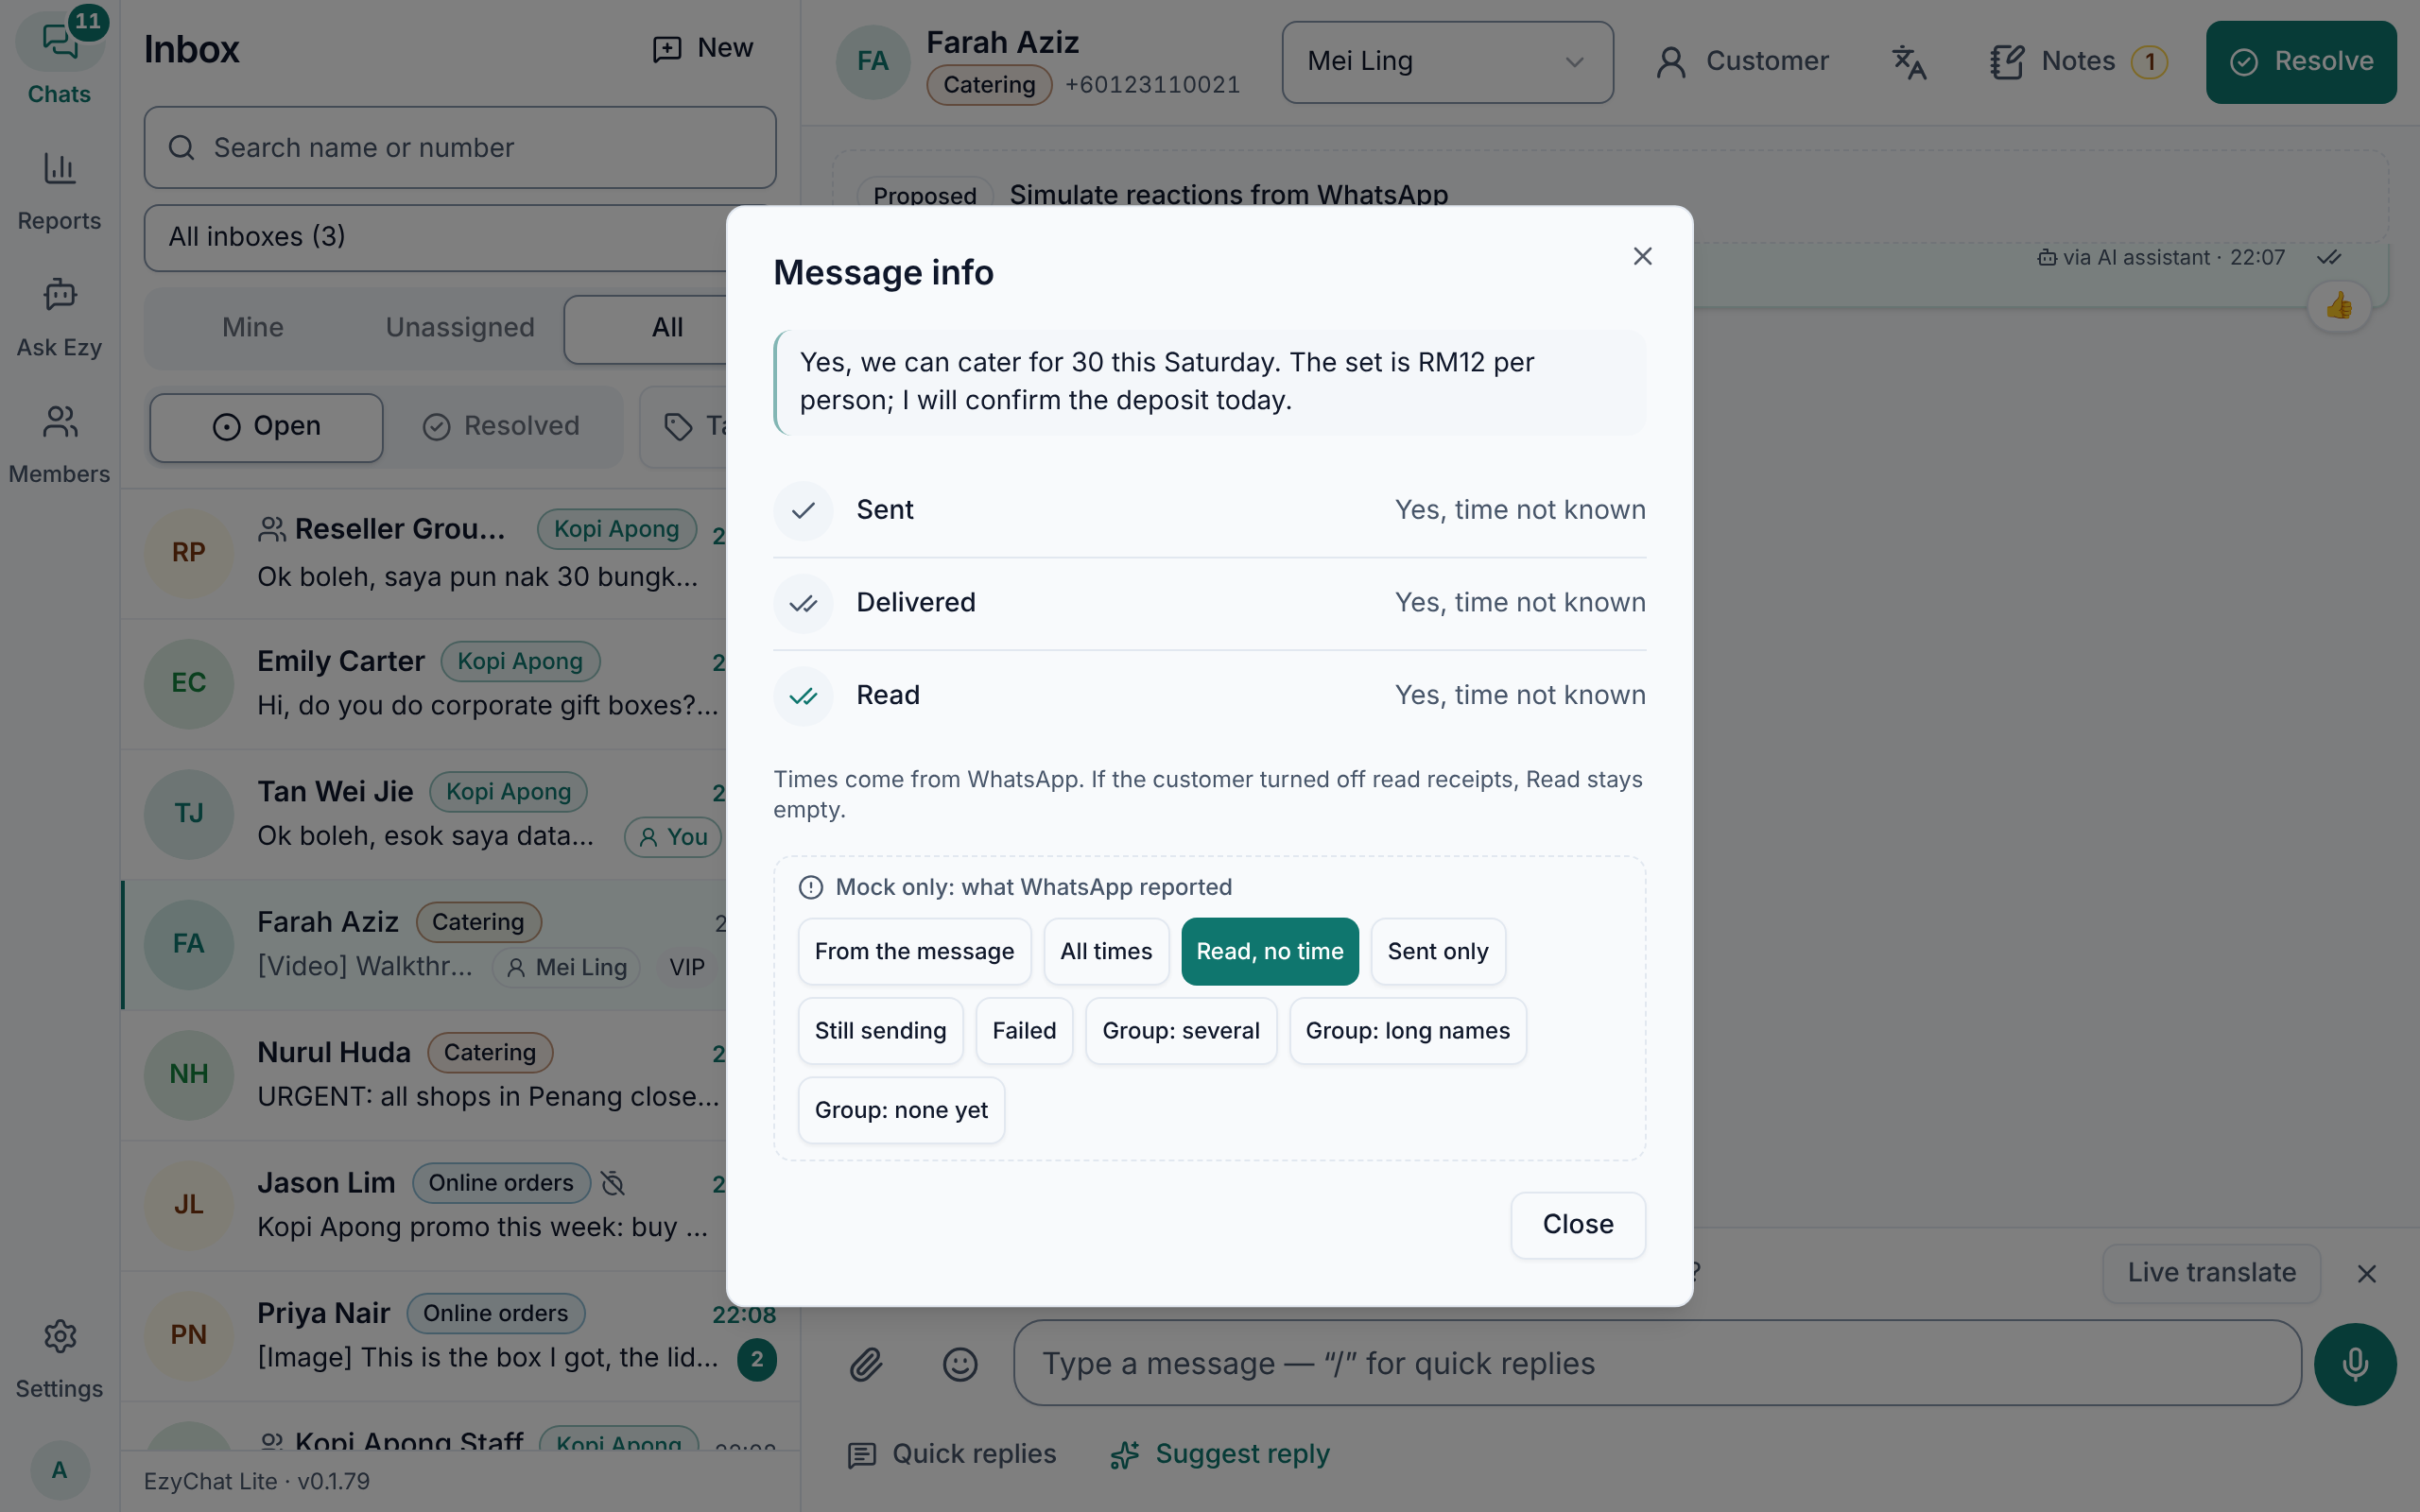 11
Chats
Reports
Ask Ezy
Members
Settings
A
Inbox
New
Search name or number
All inboxes (3)
Mine
Unassigned
All
Open
Resolved
RP
Reseller Grou...
Kopi Apong
Ok boleh, saya pun nak 30 bungk...
EC
Emily Carter
Kopi Apong
Hi, do you do corporate gift boxes?...
TJ
Tan Wei Jie
Kopi Apong
Ok boleh, esok saya data...
You
FA
Farah Aziz
Catering
[Video] Walkthr...
Mei Ling
VIP
NH
Nurul Huda
Catering
URGENT: all shops in Penang close...
JL
Jason Lim
Online orders
Kopi Apong promo this week: buy ...
PN
Priya Nair
Online orders
22:08
[Image] This is the box I got, the lid...
2
Kopi Apong Staff
Kopi Apong
EzyChat Lite · v0.1.79
FA
Farah Aziz
Catering
+60123110021
Mei Ling
Customer
Notes
1
Resolve
Proposed
Simulate reactions from WhatsApp
via AI assistant · 22:07
Message info
Yes, we can cater for 30 this Saturday. The set is RM12 per
person; I will confirm the deposit today.
Sent
Yes, time not known
Delivered
Yes, time not known
Read
Yes, time not known
Times come from WhatsApp. If the customer turned off read receipts, Read stays
empty.
Mock only: what WhatsApp reported
From the message
All times
Read, no time
Sent only
Still sending
Failed
Group: several
Group: long names
Group: none yet
Close
Live translate
Type a message — “/” for quick replies
Quick replies
Suggest reply